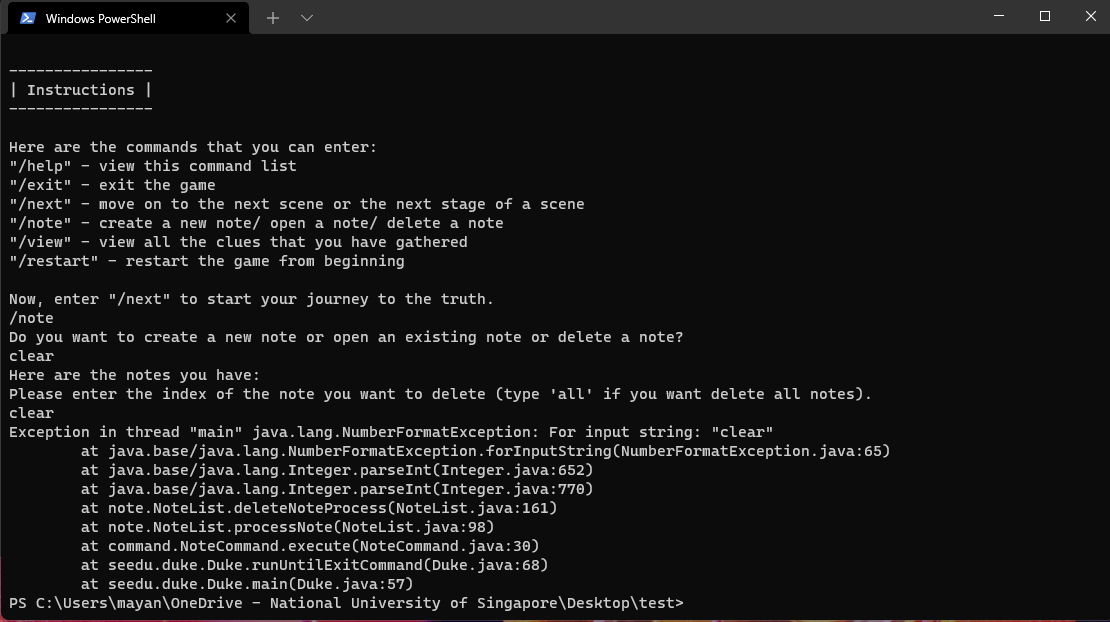 Windows PowerShell
----------------
| Instructions |
----------------
Here are the commands that you can enter:
"/help" - view this command list
"/exit" - exit the game
"/next" - move on to the next scene or the next stage of a scene
"/note" - create a new note/ open a note/ delete a note
"/view" - view all the clues that you have gathered
"/restart" - restart the game from beginning
Now, enter "/next" to start your journey to the truth.
/note
Do you want to create a new note or open an existing note or delete a note?
clear
Here are the notes you have:
Please enter the index of the note you want to delete (type 'all' if you want delete all notes).
clear
Exception in thread "main" java.lang.NumberFormatException: For input string: "clear"
at java.base/java.lang.NumberFormatException.forInputString(NumberFormatException.java:65)
at java.base/java.lang.Integer.parseInt(Integer.java:652)
at java.base/java.lang.Integer.parseInt(Integer.java:770)
at note.NoteList.deleteNoteProcess(NoteList.java:161)
at note.NoteList.processNote(NoteList.java:98)
at command.NoteCommand.execute(NoteCommand.java:30)
at seedu.duke.Duke.runUntilExitCommand(Duke.java:68)
at seedu.duke.Duke.main(Duke.java:57)
PS C:\Users\mayan\OneDrive - National University of Singapore\Desktop\test>